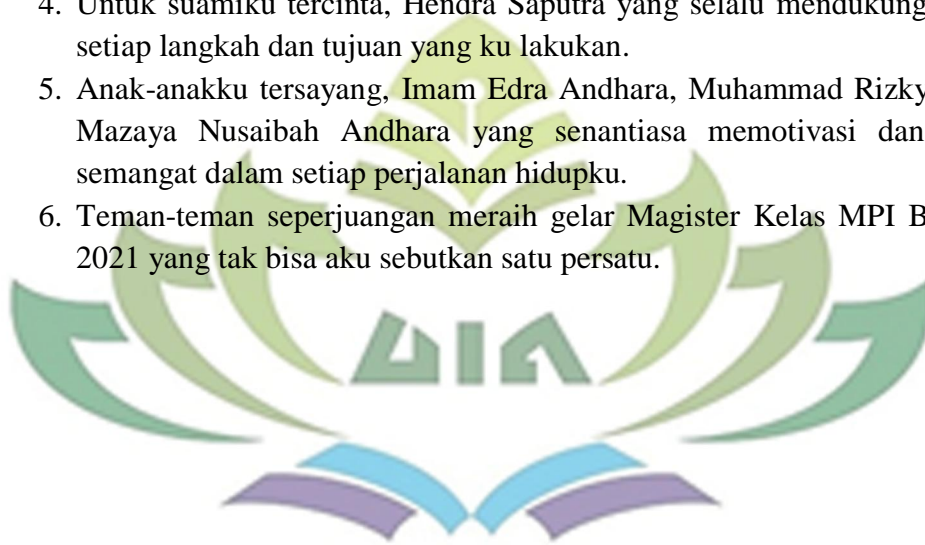 4. Untuk suamiku tercinta, Hendra Saputra yang selalu mendukung
setiap langkah dan tujuan yang ku lakukan.
5. Anak-anakku tersayang, Imam Edra Andhara, Muhammad Rizky
Mazaya Nusaibah Andhara yang senantiasa memotivasi dan
semangat dalam setiap perjalanan hidupku.
6. Teman-teman seperjuangan meraih gelar Magister Kelas MPI B
2021 yang tak bisa aku sebutkan satu persatu.
UIN